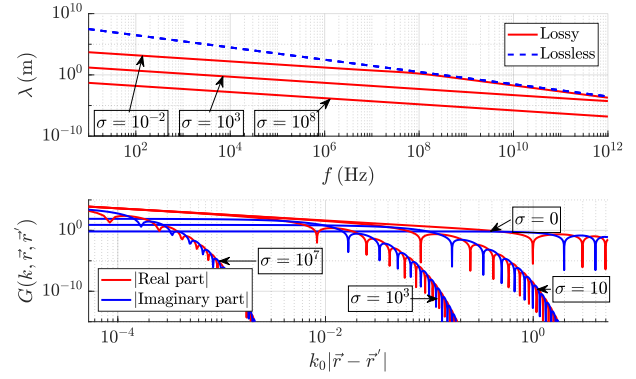 10^10
10^0
10^-10
λ (m)
Lossy
Lossless
σ = 10^-2
σ = 10^3
σ = 10^8
10^2 10^4 10^6 10^8 10^10 10^12
f (Hz)
10^0
10^-10
G(k, r⃗, r⃗′)
σ = 0
σ = 10^7
|Real part|
|Imaginary part|
σ = 10^3
σ = 10
10^-4 10^-2 10^0
k₀|r⃗ − r⃗′|